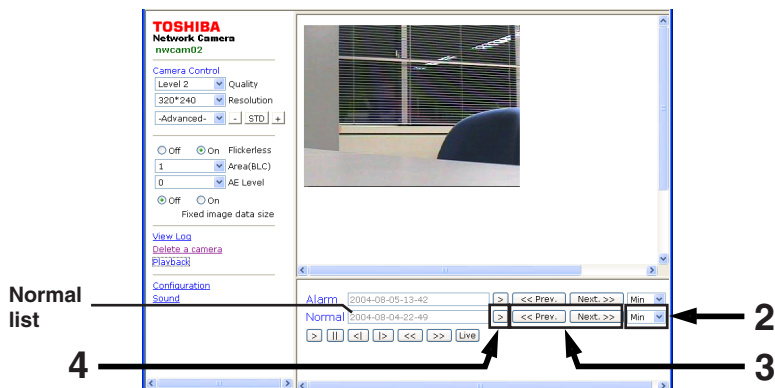 TOSHIBA
Network Camera
nwcam02
Camera Control
Level 2 Quality
320*240 Resolution
-Advanced- - STD +
Off On Flickerless
1 Area(BLC)
0 AE Level
Off On
Fixed image data size
View Log
Delete a camera
Playback
Configuration
Sound
Normal
list
Alarm 2004-08-05-13-42 > << Prev. Next. >> Min
Normal 2004-08-04-22-49 > << Prev. Next. >> Min
> || <| |> << >> Live
2
3
4